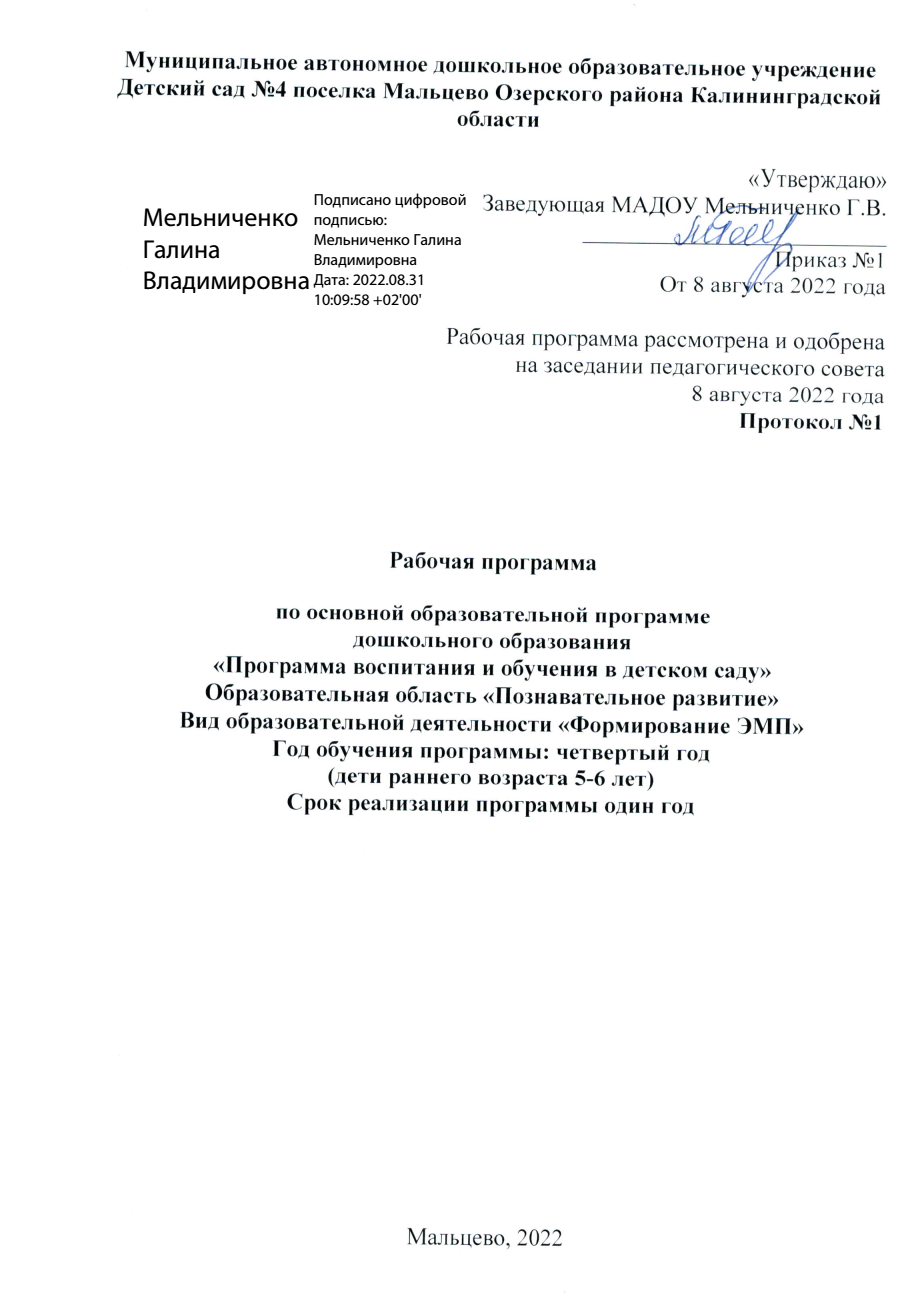 Муниципальное автономное дошкольное образовательное учреждение
Детский сад №4 поселка Мальцево Озерского района Калининградской
области
«Утверждаю»
Заведующая МАДОУ Мельниченко Г.В.
Приказ №1
От 8 августа 2022 года
Мельниченко
Галина
Владимировна
Подписано цифровой
подписью:
Мельниченко Галина
Владимировна
Дата: 2022.08.31
10:09:58 +02'00'
Рабочая программа рассмотрена и одобрена
на заседании педагогического совета
8 августа 2022 года
Протокол №1
Рабочая программа
по основной образовательной программе
дошкольного образования
«Программа воспитания и обучения в детском саду»
Образовательная область «Познавательное развитие»
Вид образовательной деятельности «Формирование ЭМП»
Год обучения программы: четвертый год
(дети раннего возраста 5-6 лет)
Срок реализации программы один год
Мальцево, 2022